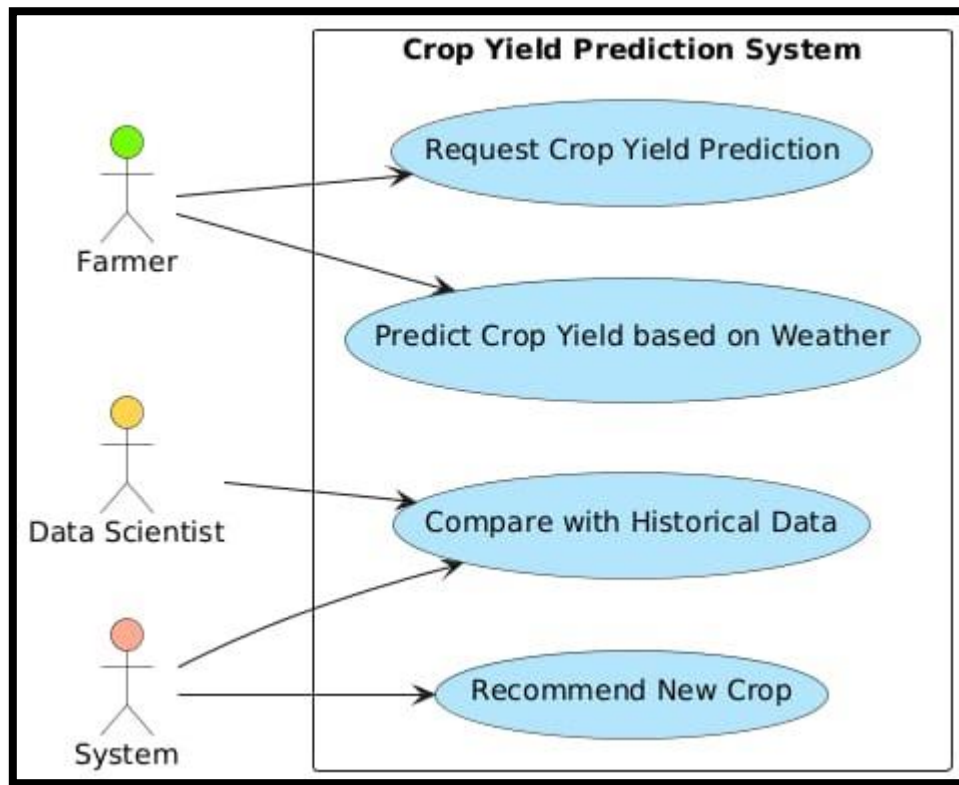 Crop Yield Prediction System
Request Crop Yield Prediction
Farmer
Predict Crop Yield based on Weather
Data Scientist
Compare with Historical Data
Recommend New Crop
System